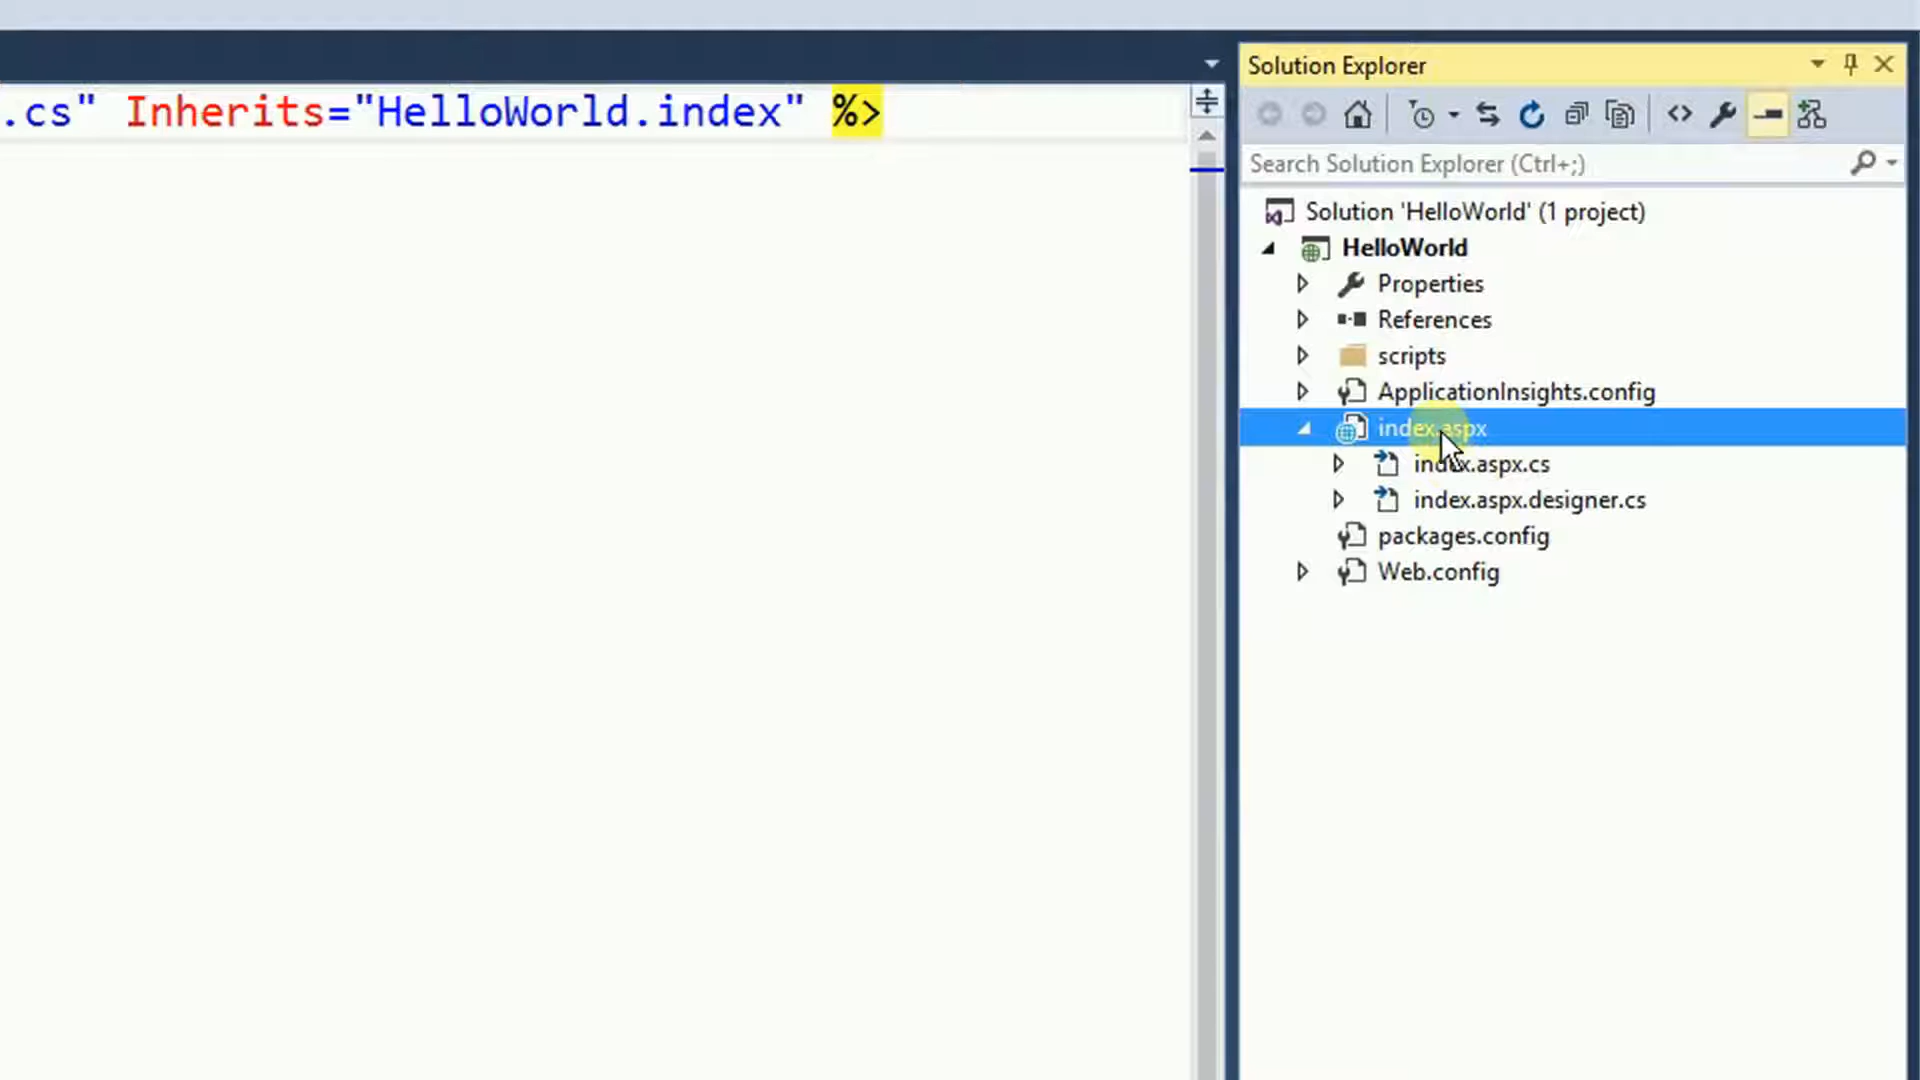 .cs" Inherits="HelloWorld.index" %>
Solution Explorer
Search Solution Explorer (Ctrl+;)
Solution 'HelloWorld' (1 project)
HelloWorld
Properties
References
scripts
ApplicationInsights.config
index.aspx
index.aspx.cs
index.aspx.designer.cs
packages.config
Web.config